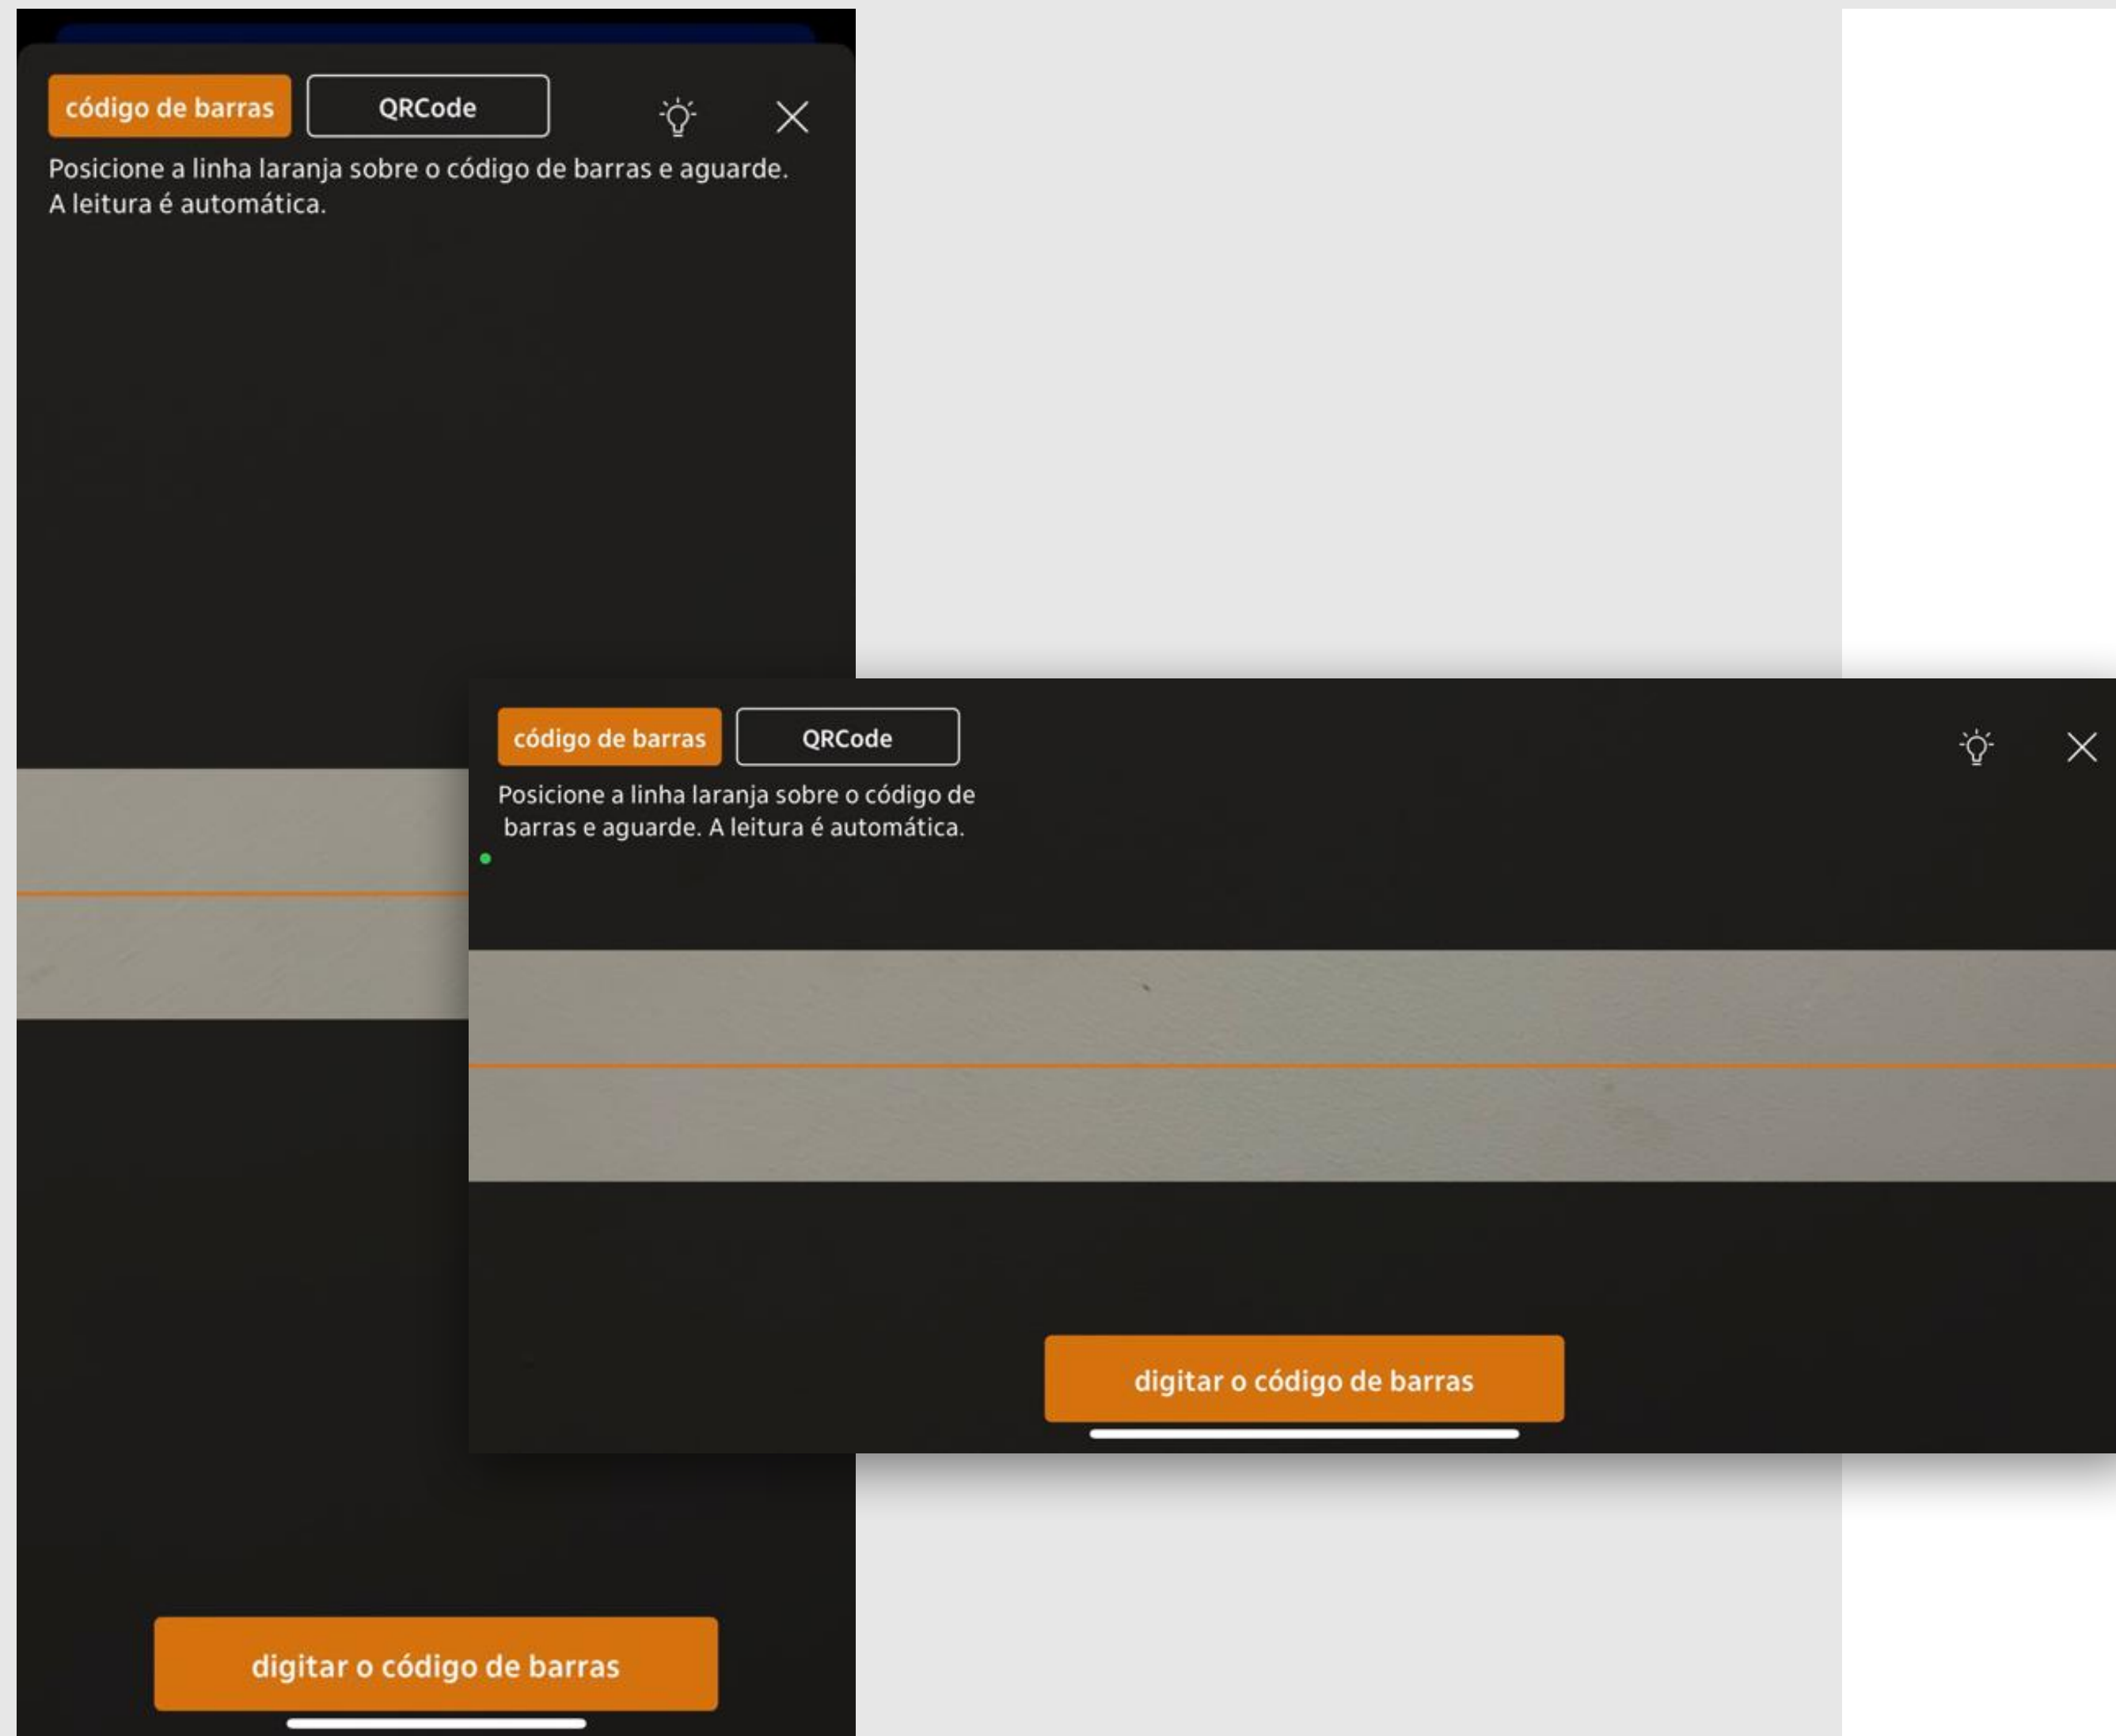 código de barras
QRCode
Posicione a linha laranja sobre o código de barras e aguarde.
A leitura é automática.
código de barras
QRCode
Posicione a linha laranja sobre o código de
barras e aguarde. A leitura é automática.
digitar o código de barras
digitar o código de barras